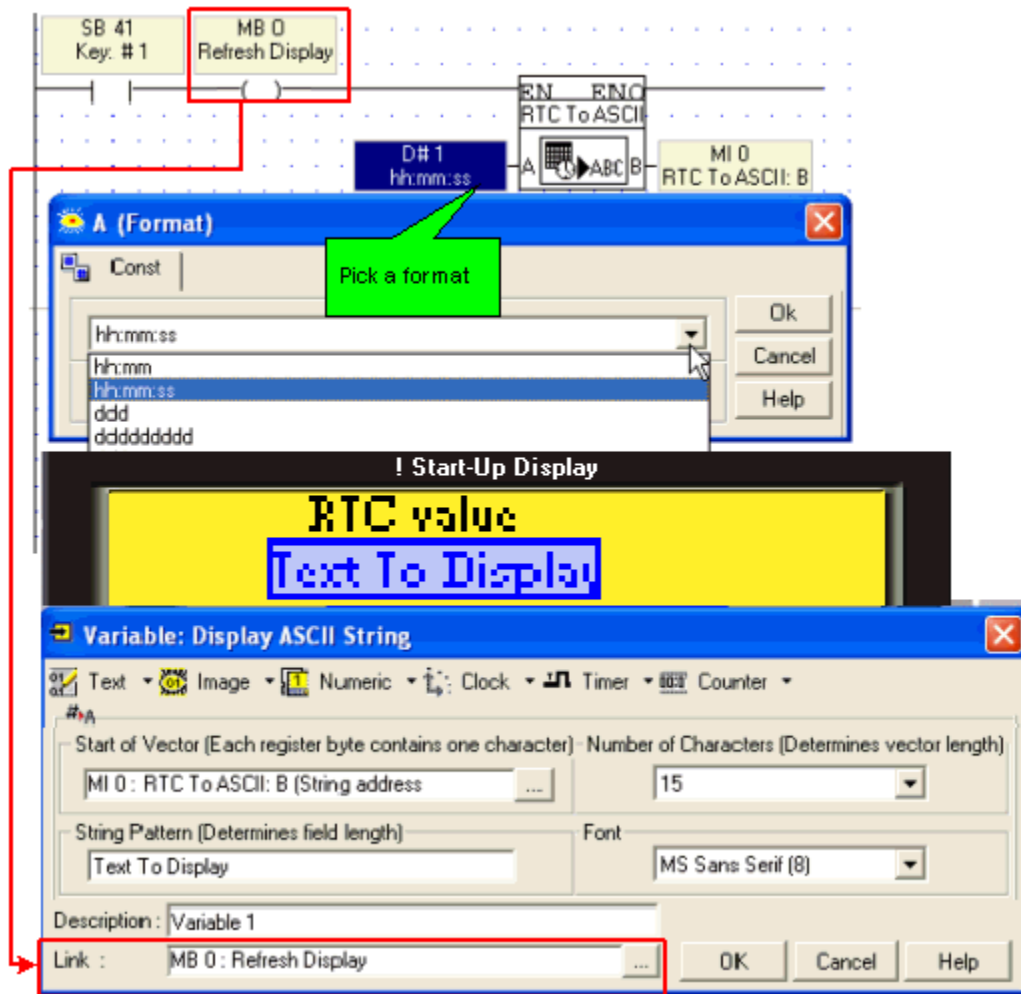 SB 41
Key: # 1
MB 0
Refresh Display
EN ENO
RTC To ASCII
D# 1
hh:mm:ss
A
ABC
B
MI 0
RTC To ASCII: B
A (Format)
Const
Pick a format
hh:mm:ss
hh:mm
hh:mm:ss
ddd
ddddddddd
Ok
Cancel
Help
! Start-Up Display
RTC value
Text To Display
Variable: Display ASCII String
Text Image Numeric Clock Timer Counter
#A
Start of Vector (Each register byte contains one character)
Number of Characters (Determines vector length)
MI 0 : RTC To ASCII: B (String address
...
15
String Pattern (Determines field length)
Font
Text To Display
MS Sans Serif (8)
Description :
Variable 1
Link :
MB 0 : Refresh Display
...
OK
Cancel
Help